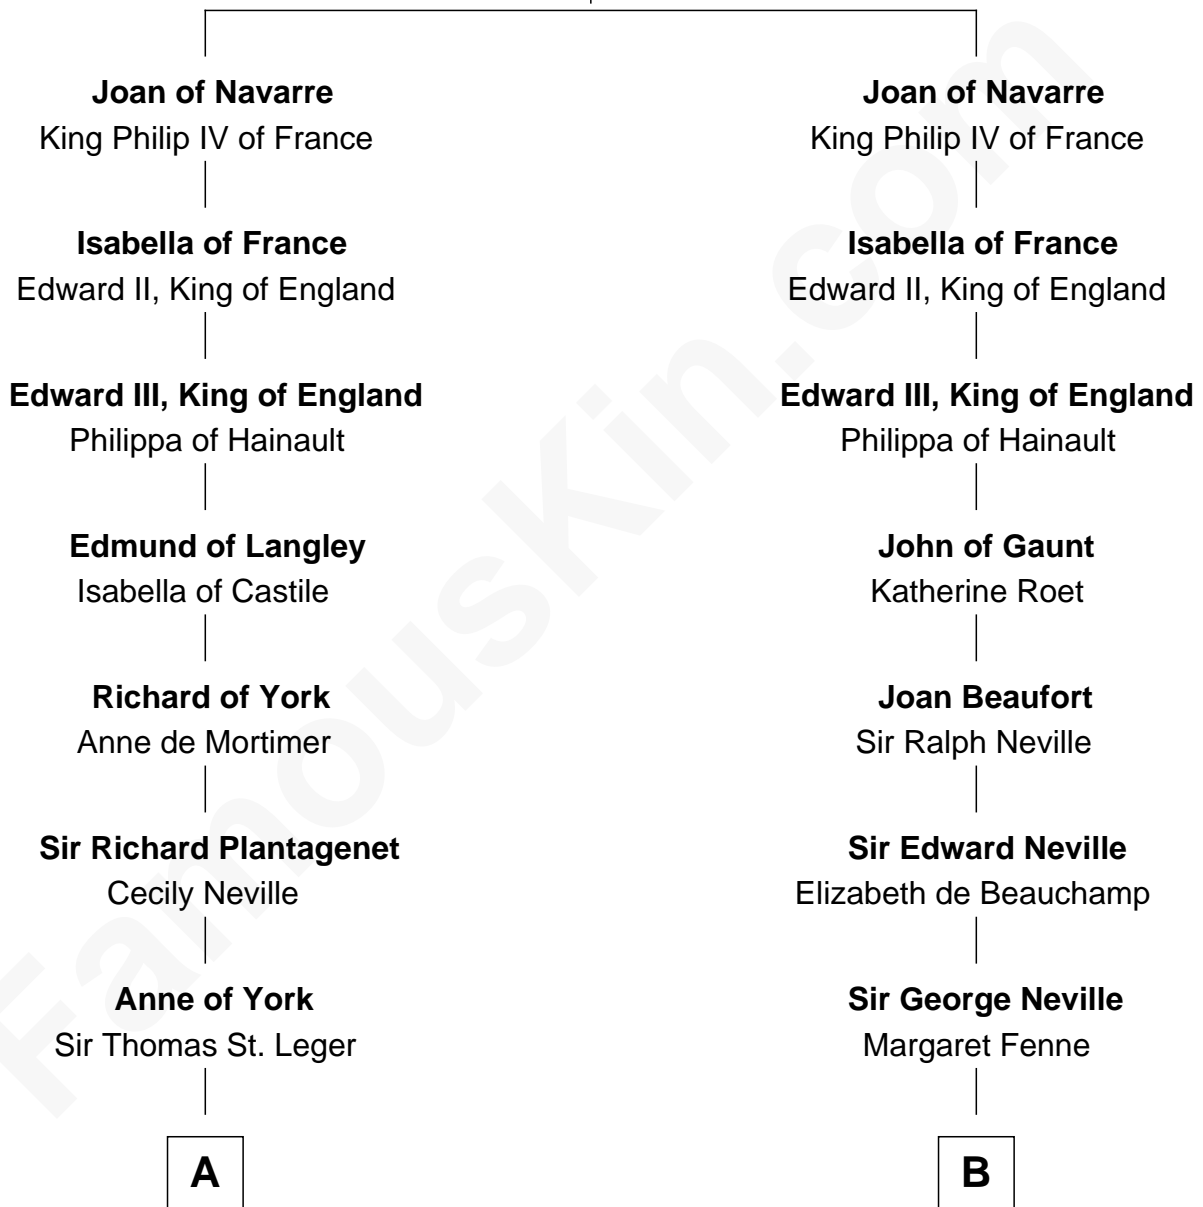 Joan of Navarre
King Philip IV of France
Isabella of France
Edward II, King of England
Edward III, King of England
Philippa of Hainault
Edmund of Langley
Isabella of Castile
Richard of York
Anne de Mortimer
Sir Richard Plantagenet
Cecily Neville
Anne of York
Sir Thomas St. Leger
A
Joan of Navarre
King Philip IV of France
Isabella of France
Edward II, King of England
Edward III, King of England
Philippa of Hainault
John of Gaunt
Katherine Roet
Joan Beaufort
Sir Ralph Neville
Sir Edward Neville
Elizabeth de Beauchamp
Sir George Neville
Margaret Fenne
B
FamousKin.com